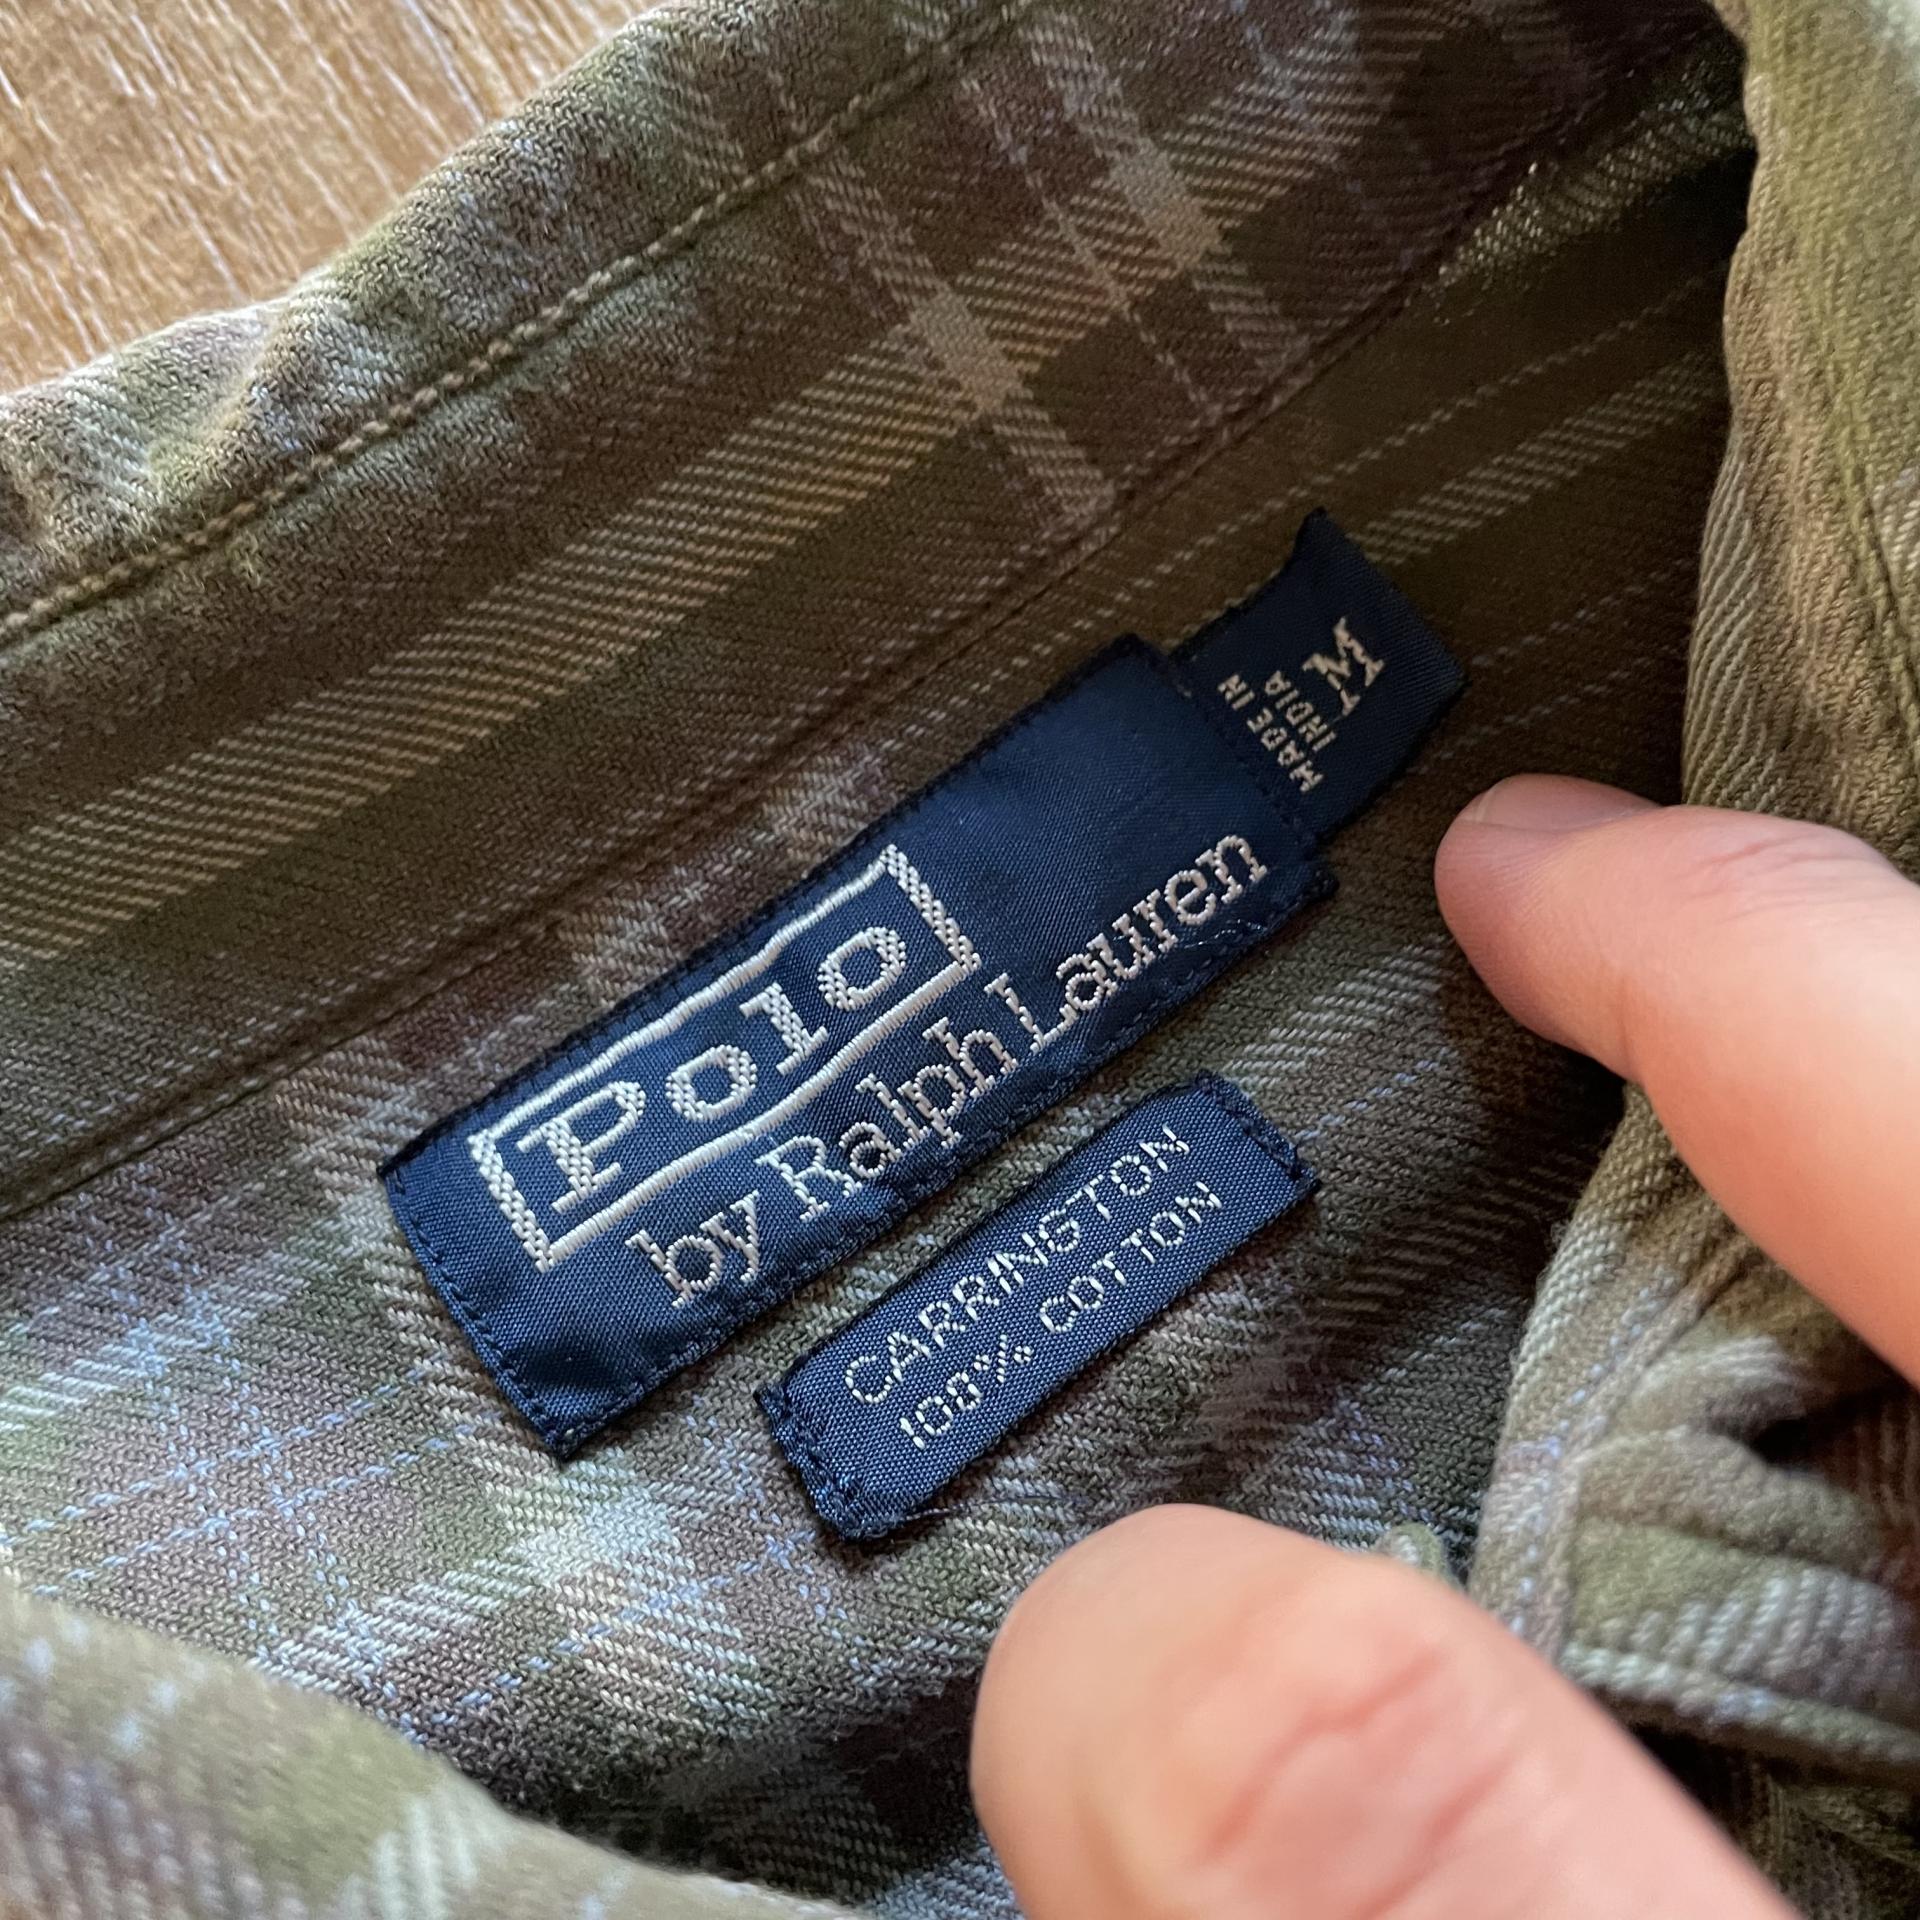 Polo
by Ralph Lauren
MADE IN
INDIA
M
CARRINGTON
100% COTTON